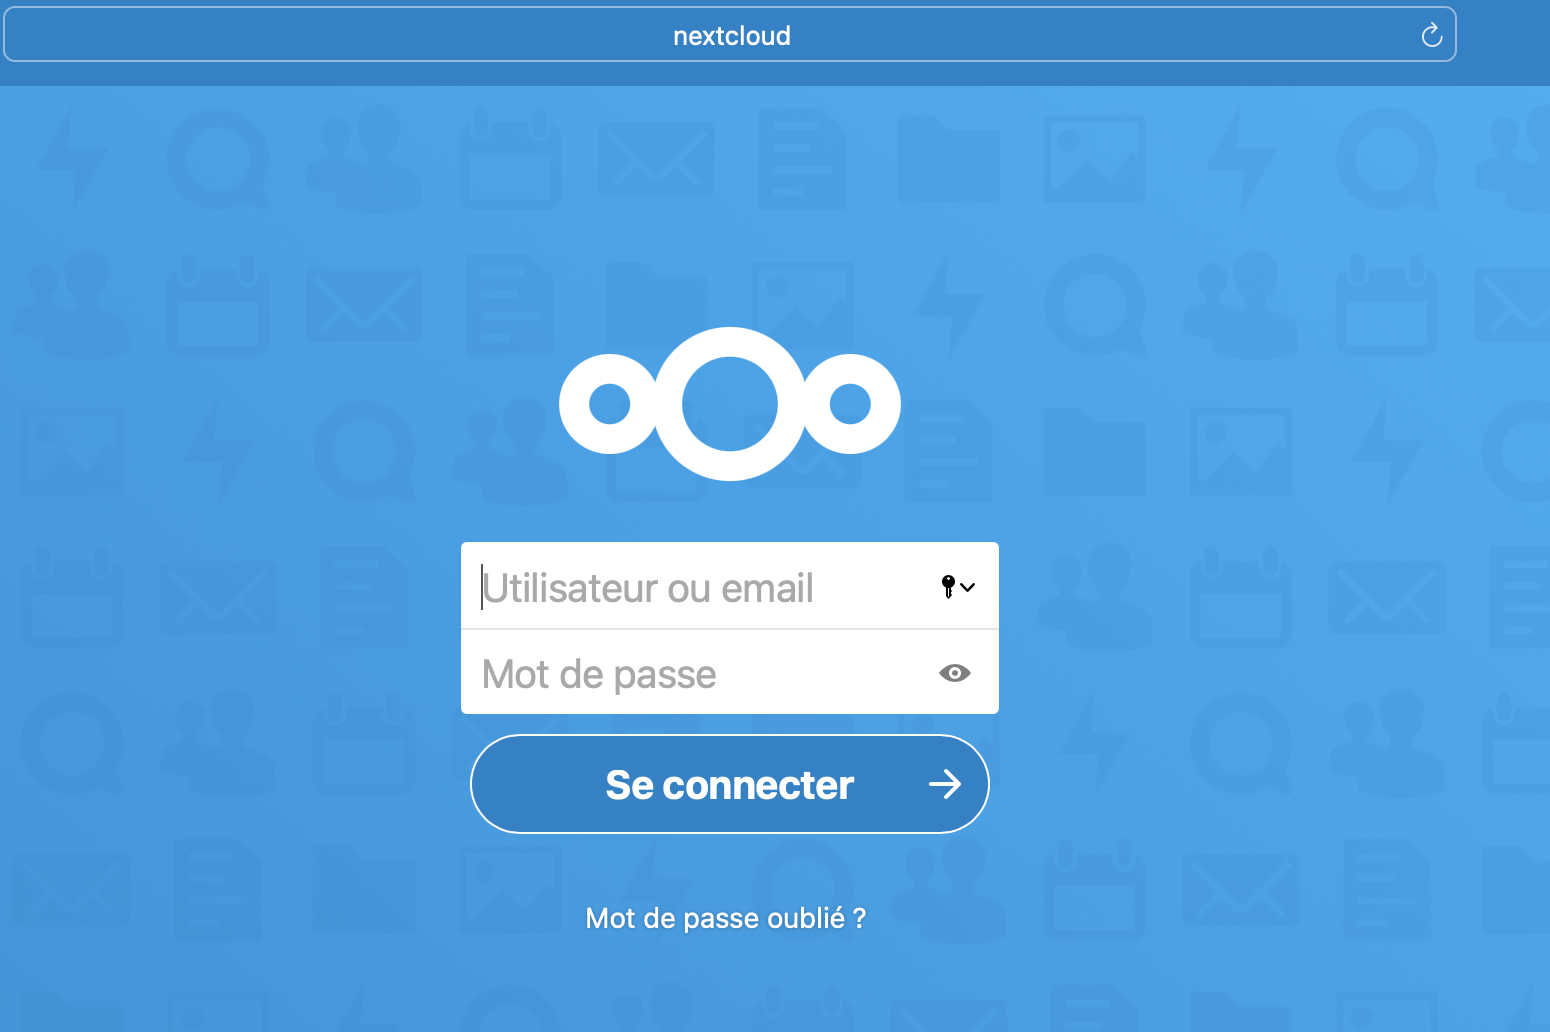 nextcloud
Utilisateur ou email
Mot de passe
Se connecter
Mot de passe oublié ?